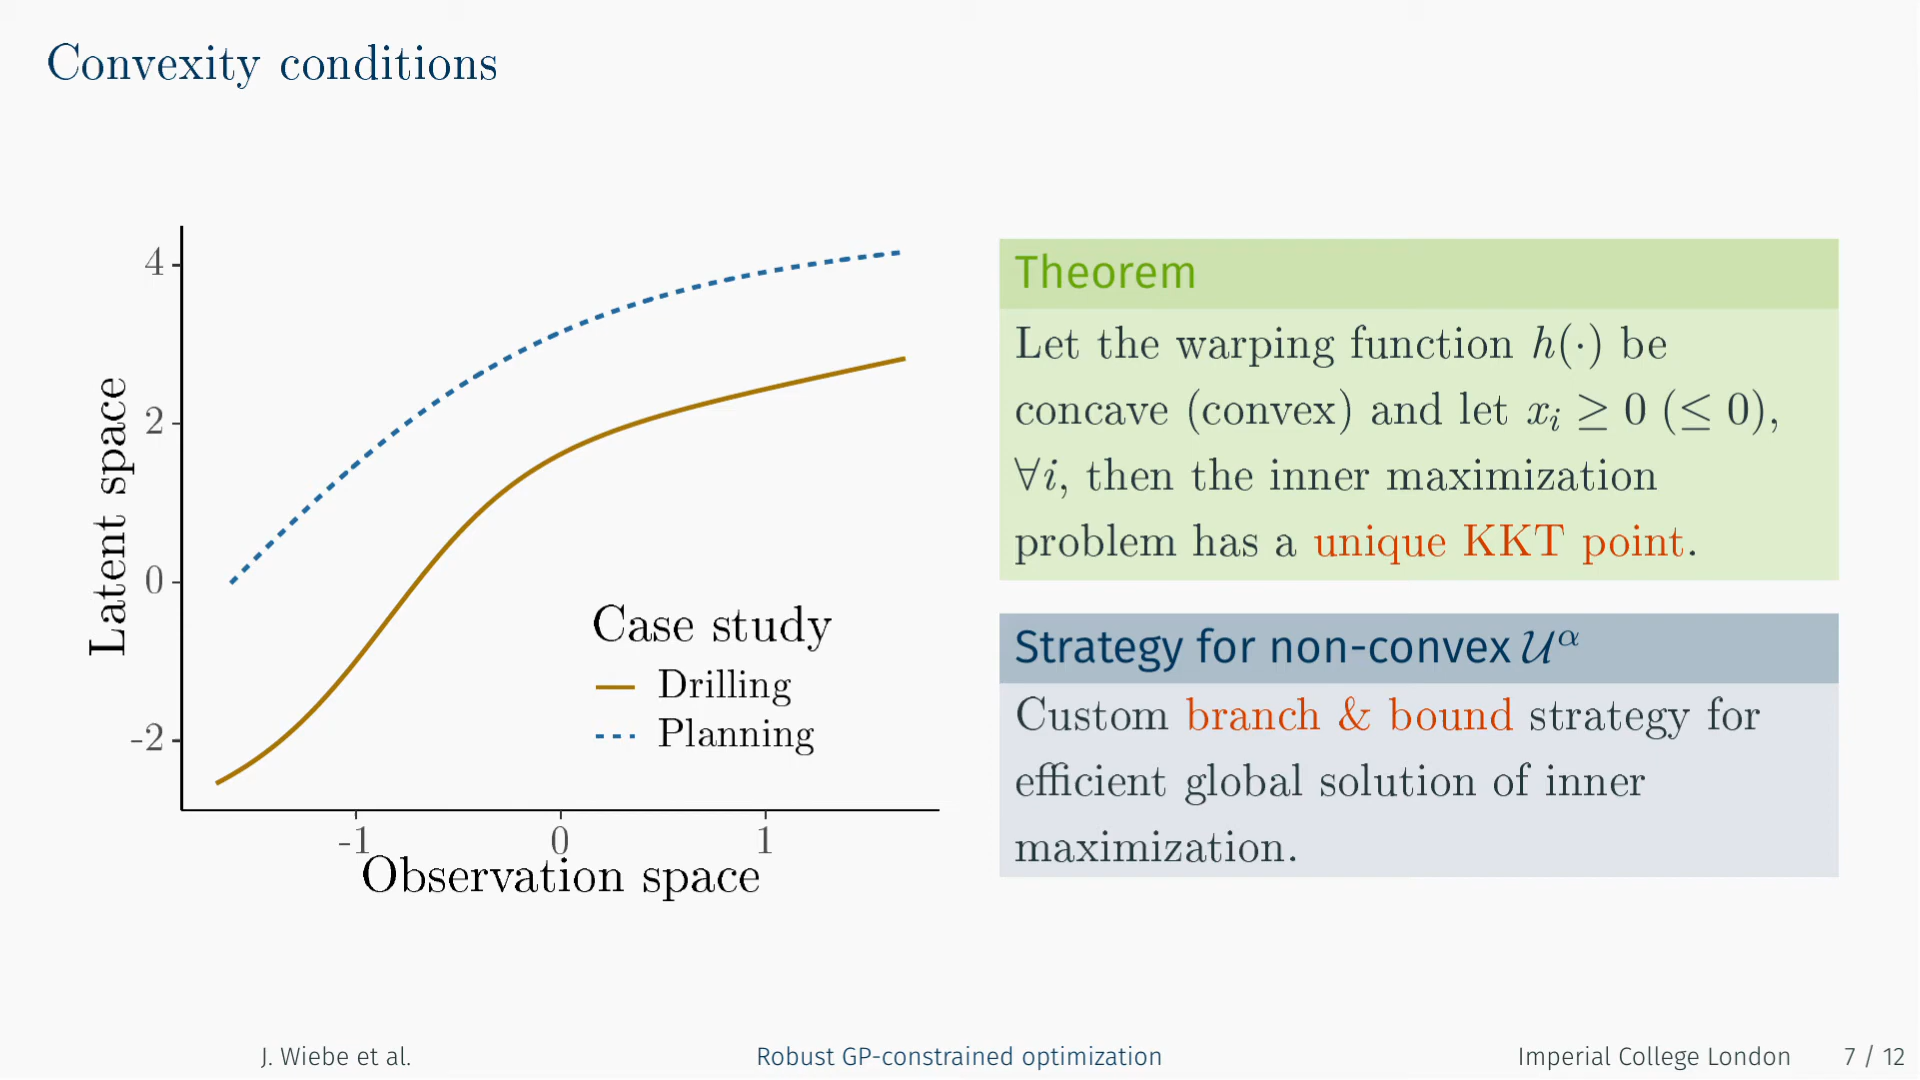 Convexity conditions
4
2
0
-2
Latent space
-1
0
1
Observation space
Case study
Drilling
Planning
Theorem
Let the warping function h(·) be
concave (convex) and let xᵢ ≥ 0 (≤ 0),
∀i, then the inner maximization
problem has a unique KKT point.
Strategy for non-convex 𝒰^α
Custom branch & bound strategy for
efficient global solution of inner
maximization.
J. Wiebe et al.
Robust GP-constrained optimization
Imperial College London
7 / 12